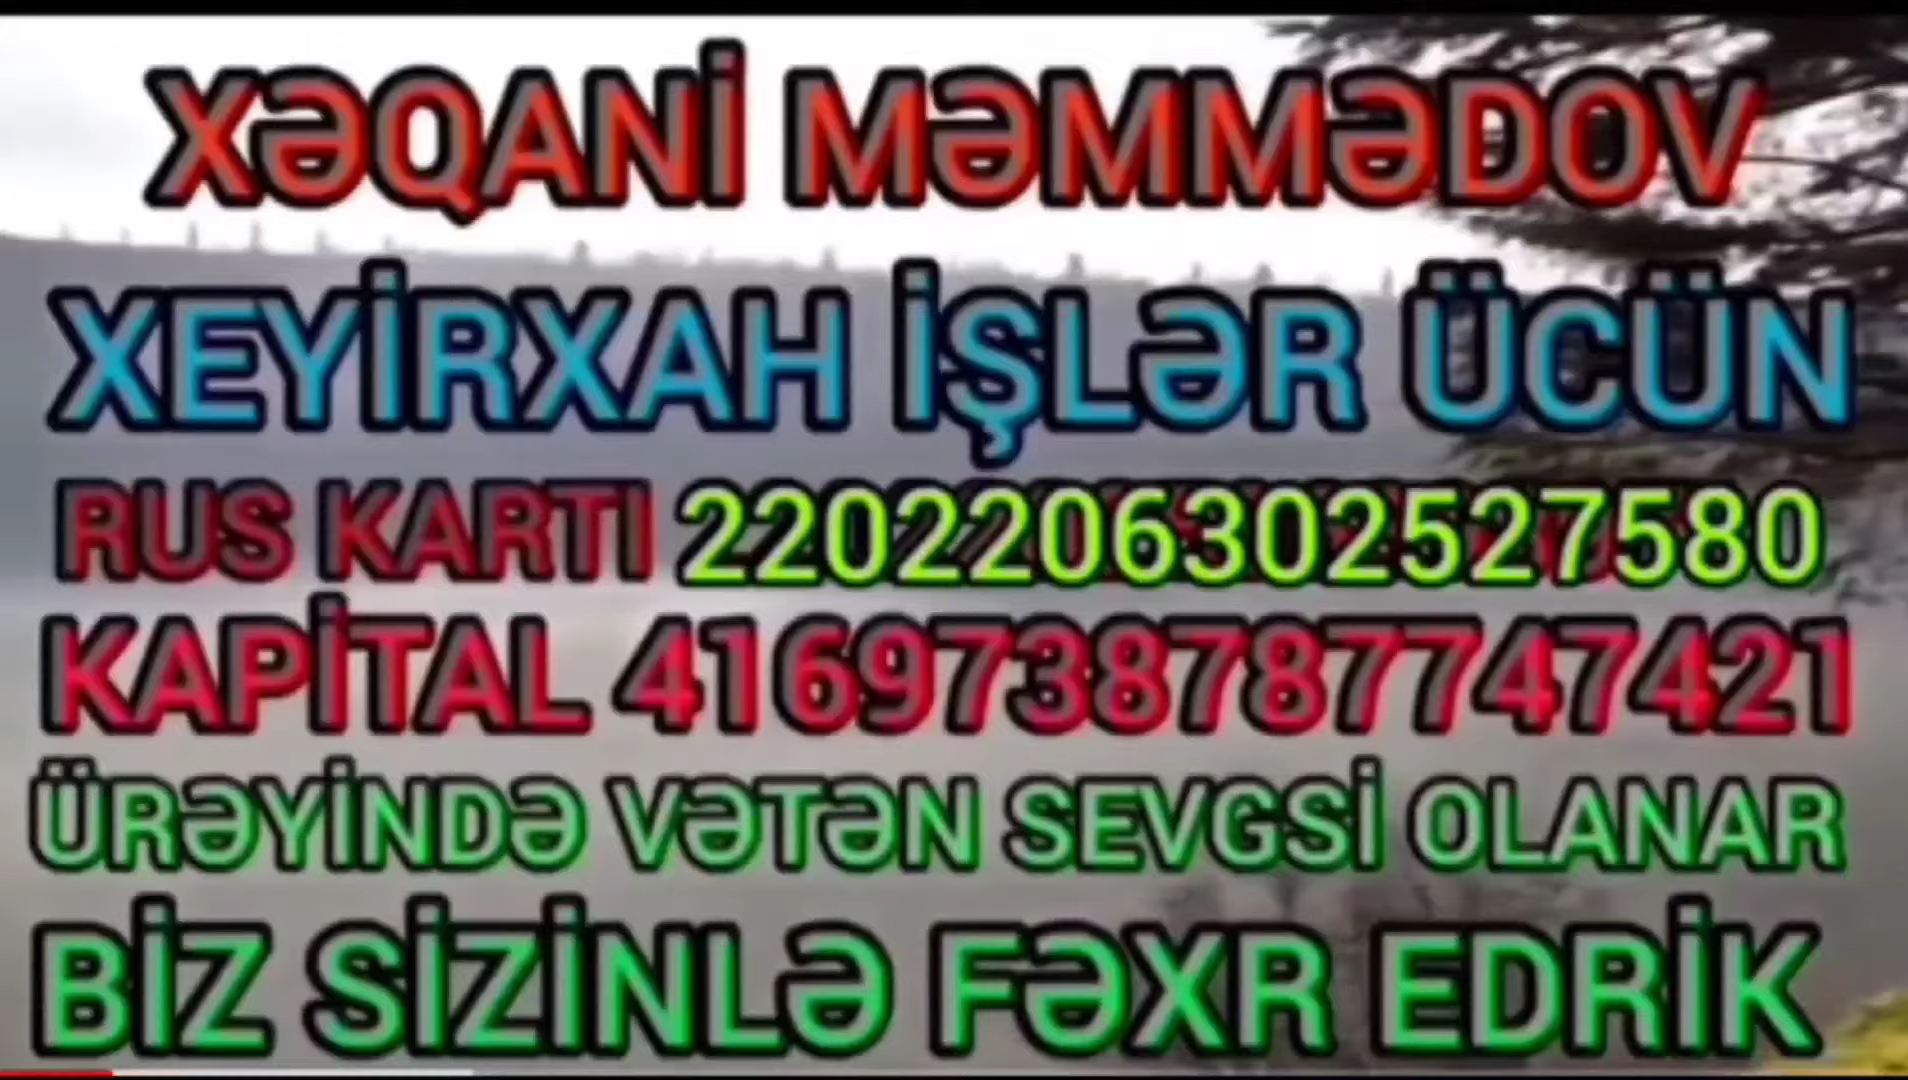 XƏQANİ MƏMMƏDOV
XEYİRXAH İŞLƏR ÜCÜN
RUS KARTI 2202206302527580
KAPİTAL 4169738787747421
ÜRƏYİNDƏ VƏTƏN SEVGSİ OLANAR
BİZ SİZİNLƏ FƏXR EDRİK